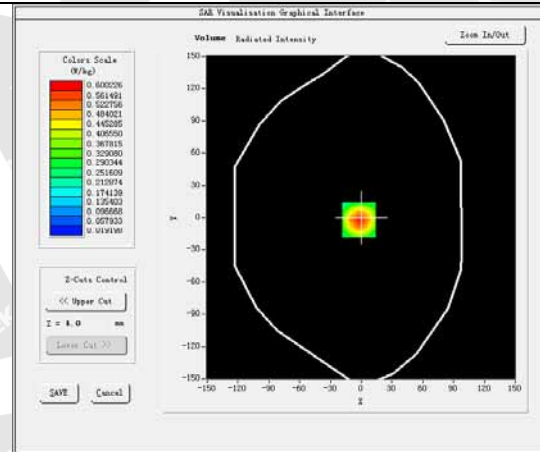 SAR Visualisation Graphical Interface
Volume Radiated Intensity
Zoom In/Out
Colors Scale
(W/kg)
0.600226
0.561491
0.522756
0.484021
0.445285
0.406550
0.367815
0.329080
0.290344
0.251609
0.212874
0.174139
0.135403
0.096668
0.057933
0.019198
150
120
90
60
30
0
-30
-60
-90
-120
-150
Y
-150 -120 -90 -60 -30 0 30 60 90 120 150
X
Z-Cuts Control
<< Upper Cut
Z = 4.0 mm
Lower Cut >>
SAVE Cancel